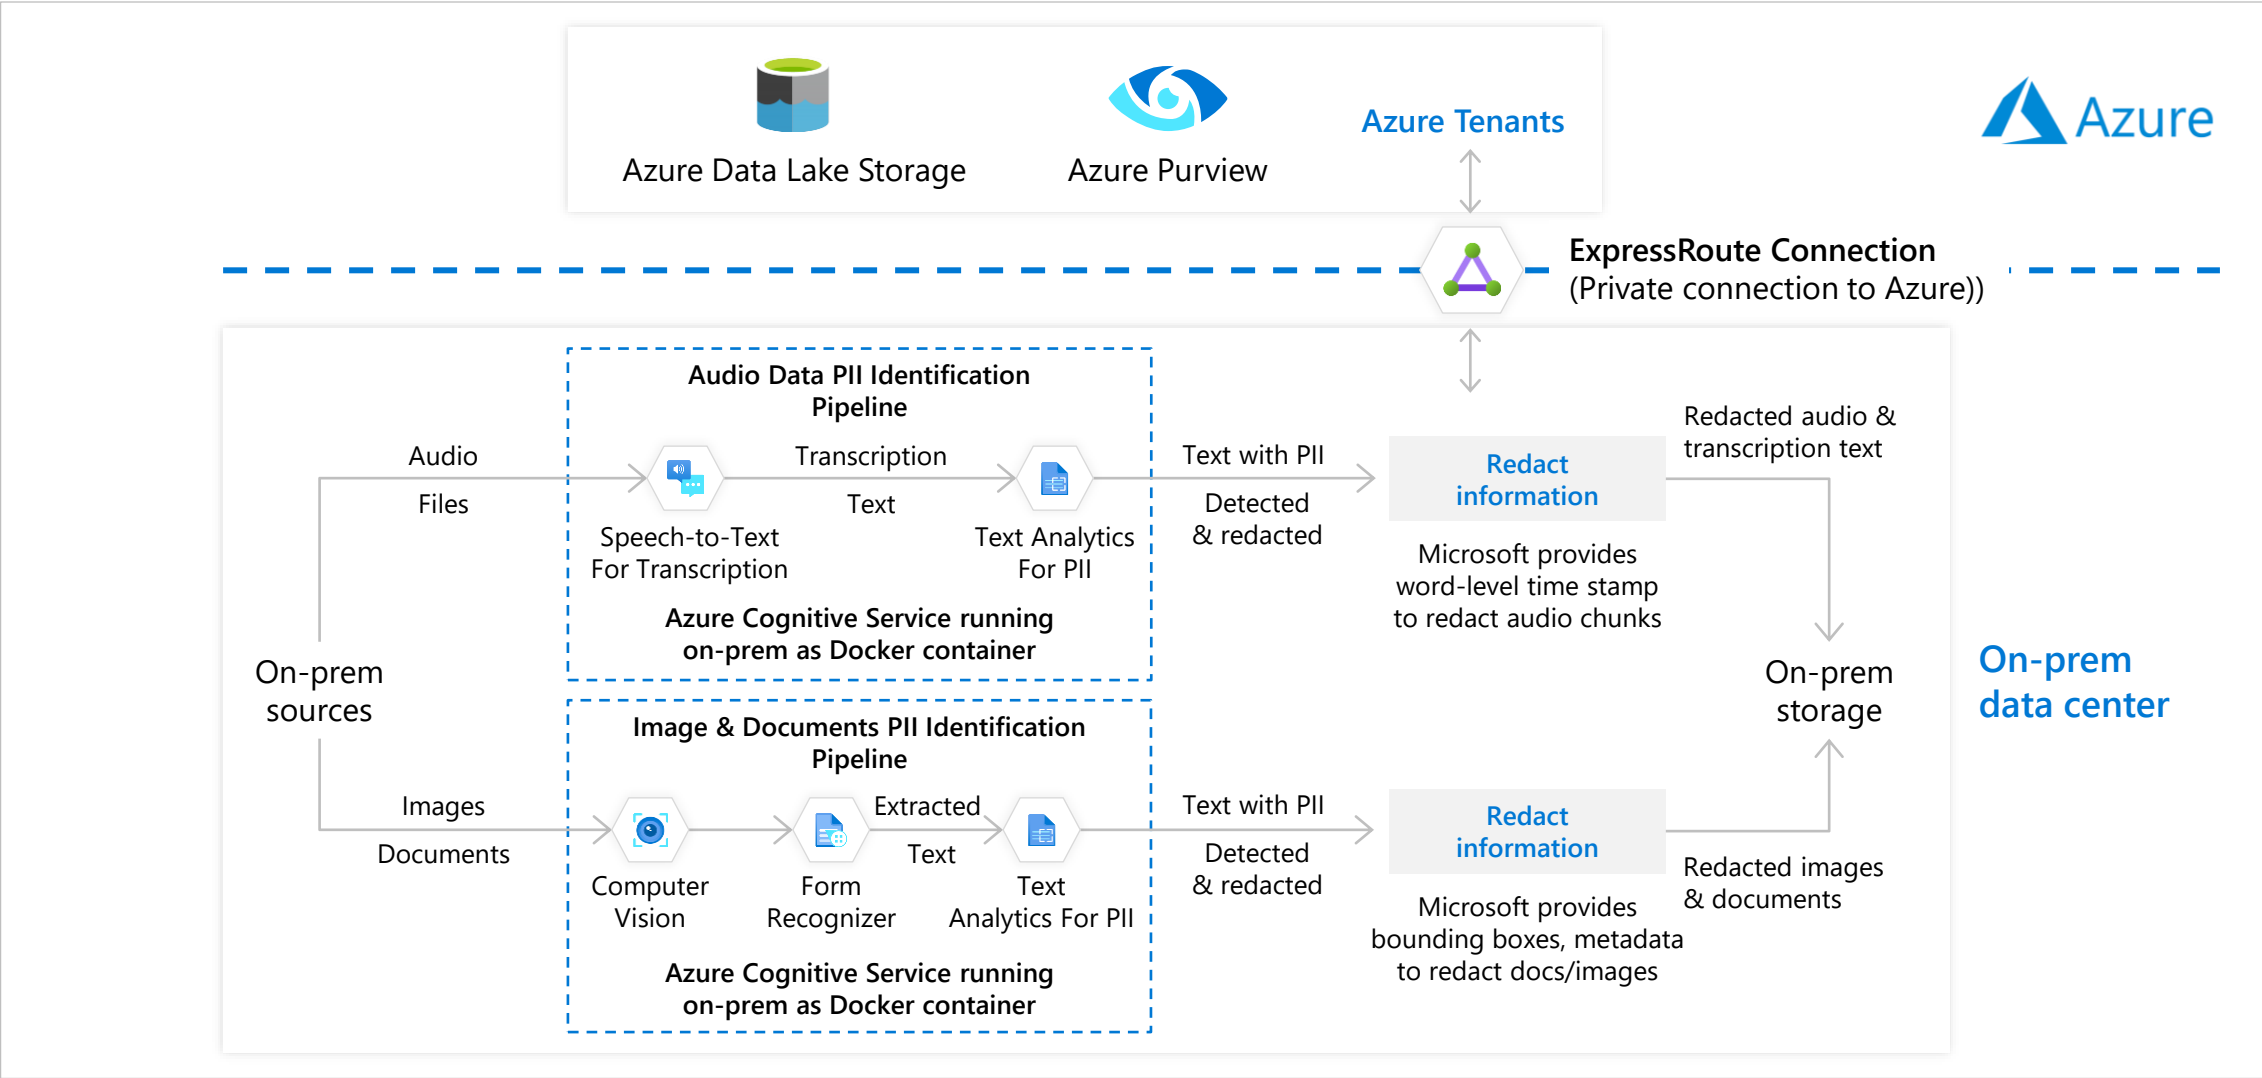 Azure Data Lake Storage
Azure Purview
Azure Tenants
Azure
ExpressRoute Connection
(Private connection to Azure))
Audio Data PII Identification
Pipeline
Audio
Files
Transcription
Text
Speech-to-Text
For Transcription
Text Analytics
For PII
Azure Cognitive Service running
on-prem as Docker container
Text with PII
Detected
& redacted
Redact
information
Microsoft provides
word-level time stamp
to redact audio chunks
Redacted audio &
transcription text
On-prem
sources
On-prem
storage
On-prem
data center
Image & Documents PII Identification
Pipeline
Images
Documents
Extracted
Text
Computer
Vision
Form
Recognizer
Text
Analytics For PII
Azure Cognitive Service running
on-prem as Docker container
Text with PII
Detected
& redacted
Redact
information
Microsoft provides
bounding boxes, metadata
to redact docs/images
Redacted images
& documents